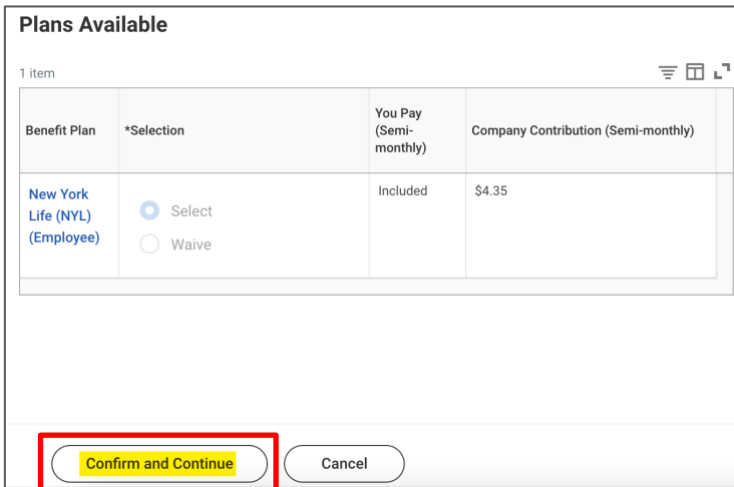 Plans Available
1 item
Benefit Plan
*Selection
You Pay
(Semi-
monthly)
Company Contribution (Semi-monthly)
New York
Life (NYL)
(Employee)
Select
Waive
Included
$4.35
Confirm and Continue
Cancel